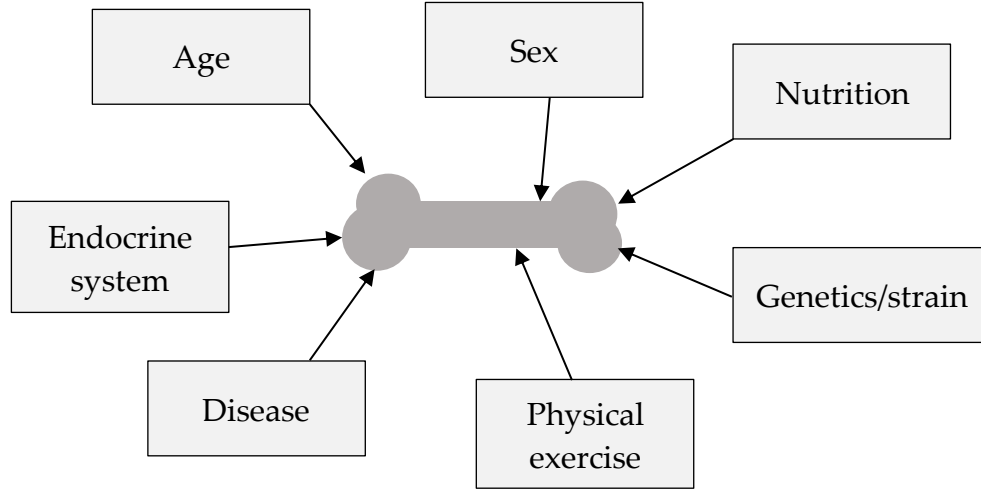 Age
Sex
Nutrition
Endocrine
system
Genetics/strain
Disease
Physical
exercise